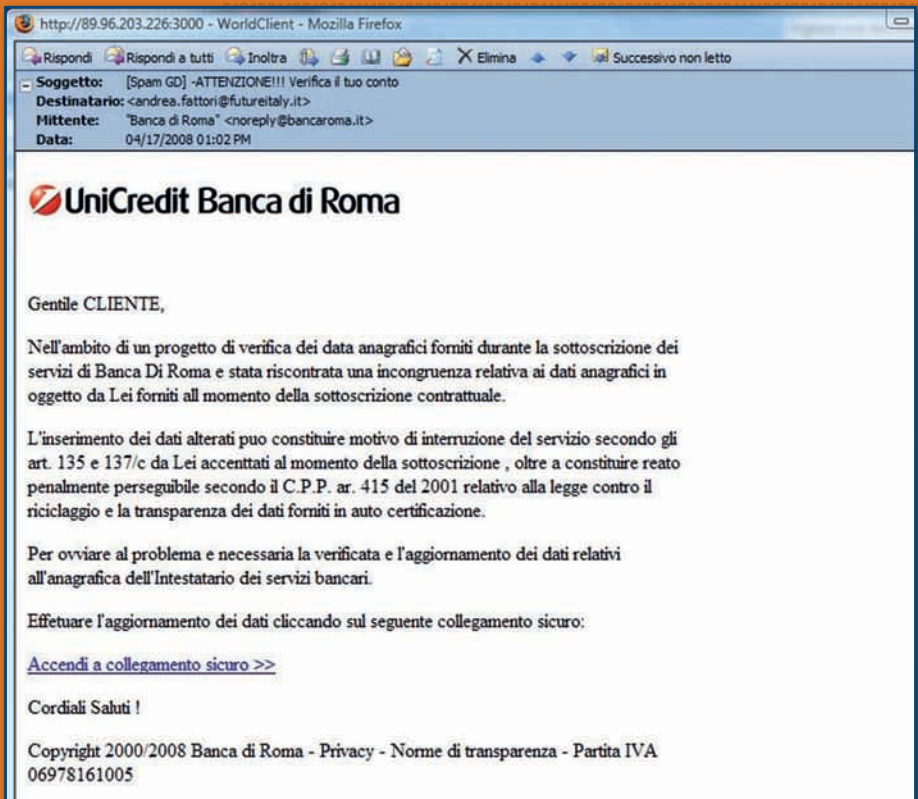 http://89.96.203.226:3000 - WorldClient - Mozilla Firefox
Rispondi Rispondi a tutti Inoltra Elimina Successivo non letto
Soggetto: [Spam GD] -ATTENZIONE!!! Verifica il tuo conto
Destinatario: <andrea.fattori@futureitaly.it>
Mittente: "Banca di Roma" <noreply@bancaroma.it>
Data: 04/17/2008 01:02 PM
UniCredit Banca di Roma
Gentile CLIENTE,
Nell'ambito di un progetto di verifica dei data anagrafici forniti durante la sottoscrizione dei
servizi di Banca Di Roma e stata riscontrata una incongruenza relativa ai dati anagrafici in
oggetto da Lei forniti all momento della sottoscrizione contrattuale.
L'inserimento dei dati alterati puo constituire motivo di interruzione del servizio secondo gli
art. 135 e 137/c da Lei accenttati al momento della sottoscrizione , oltre a constituire reato
penalmente perseguibile secondo il C.P.P. ar. 415 del 2001 relativo alla legge contro il
riciclaggio e la transparenza dei dati forniti in auto certificazione.
Per ovviare al problema e necessaria la verificata e l'aggiornamento dei dati relativi
all'anagrafica dell'Intestatario dei servizi bancari.
Effetuare l'aggiornamento dei dati cliccando sul seguente collegamento sicuro:
Accendi a collegamento sicuro >>
Cordiali Saluti !
Copyright 2000/2008 Banca di Roma - Privacy - Norme di transparenza - Partita IVA
06978161005